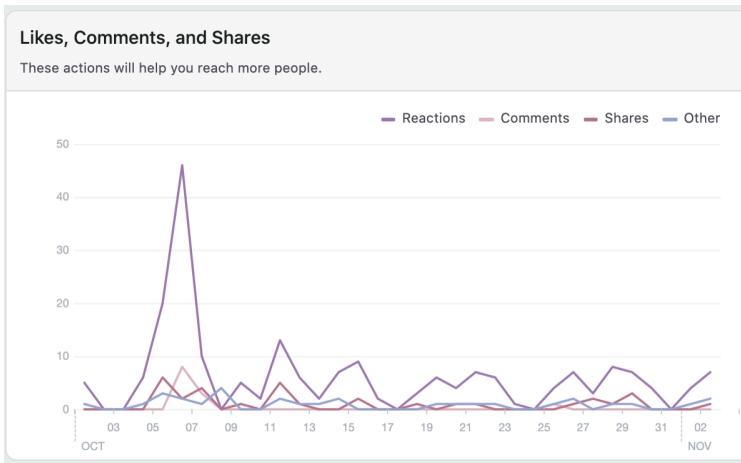 Likes, Comments, and Shares
These actions will help you reach more people.
Reactions Comments Shares Other
50
40
30
20
10
0
03 05 07 09 11 13 15 17 19 21 23 25 27 29 31 02
OCT NOV